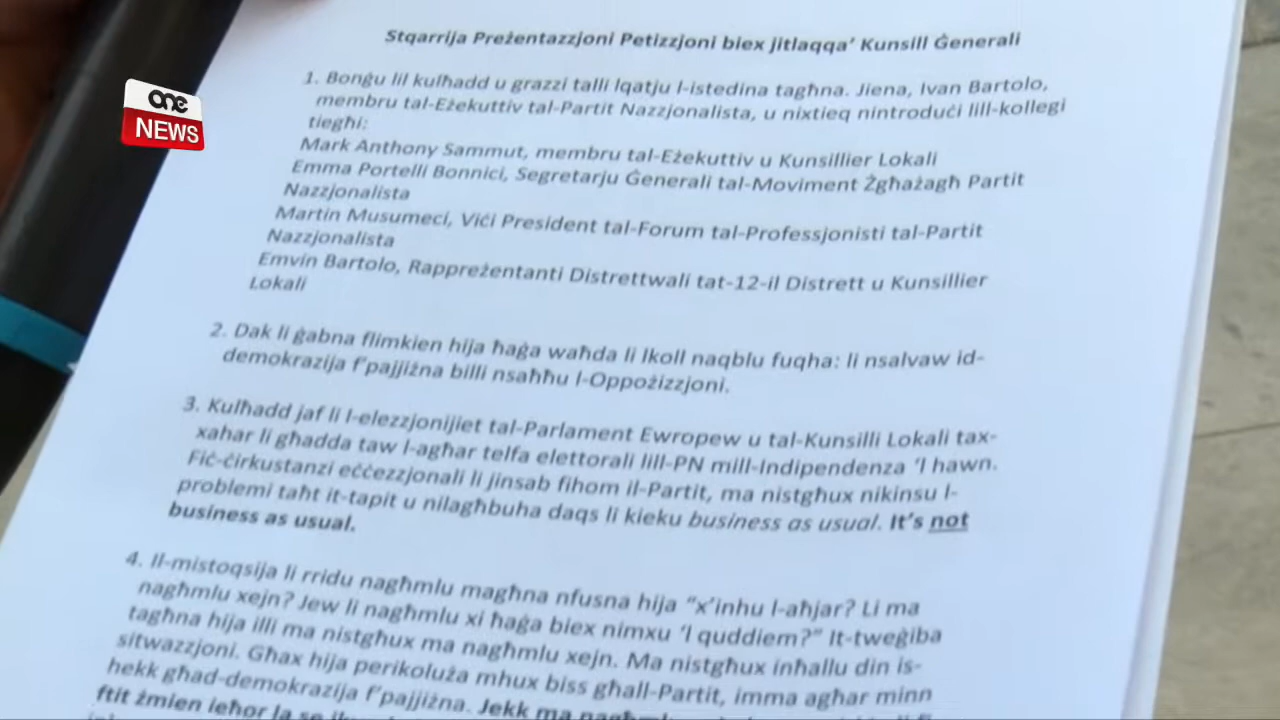 one
NEWS
Stqarrija Preżentazzjoni Petizzjoni biex jitlaqqa' Kunsill Ġenerali
1. Bonġu lil kulħadd u grazzi talli lqatju l-istedina tagħna. Jiena, Ivan Bartolo,
membru tal-Eżekuttiv tal-Partit Nazzjonalista, u nixtieq nintroduċi lill-kollegi
tiegħi:
Mark Anthony Sammut, membru tal-Eżekuttiv u Kunsillier Lokali
Emma Portelli Bonnici, Segretarju Ġenerali tal-Moviment Żgħażagħ Partit
Nazzjonalista
Martin Musumeci, Viċi President tal-Forum tal-Professjonisti tal-Partit
Nazzjonalista
Emvin Bartolo, Rappreżentanti Distrettwali tat-12-il Distrett u Kunsillier
Lokali
2. Dak li ġabna flimkien hija ħaġa waħda li lkoll naqblu fuqha: li nsalvaw id-
demokrazija f'pajjiżna billi nsaħħu l-Oppożizzjoni.
3. Kulħadd jaf li l-elezzjonijiet tal-Parlament Ewropew u tal-Kunsilli Lokali tax-
xahar li għadda taw l-agħar telfa elettorali lill-PN mill-Indipendenza 'l hawn.
Fiċ-ċirkustanzi eċċezzjonali li jinsab fihom il-Partit, ma nistgħux nikinsu l-
problemi taħt it-tapit u nilagħbuha daqs li kieku business as usual. It's not
business as usual.
4. Il-mistoqsija li rridu nagħmlu magħna nfusna hija "x'inhu l-aħjar? Li ma
nagħmlu xejn? Jew li nagħmlu xi ħaġa biex nimxu 'l quddiem?" It-tweġiba
tagħna hija illi ma nistgħux ma nagħmlu xejn. Ma nistgħux inħallu din is-
sitwazzjoni. Għax hija perikoluża mhux biss għall-Partit, imma agħar minn
hekk għad-demokrazija f'pajjiżna. Jekk ma
ftit żmien ieħor